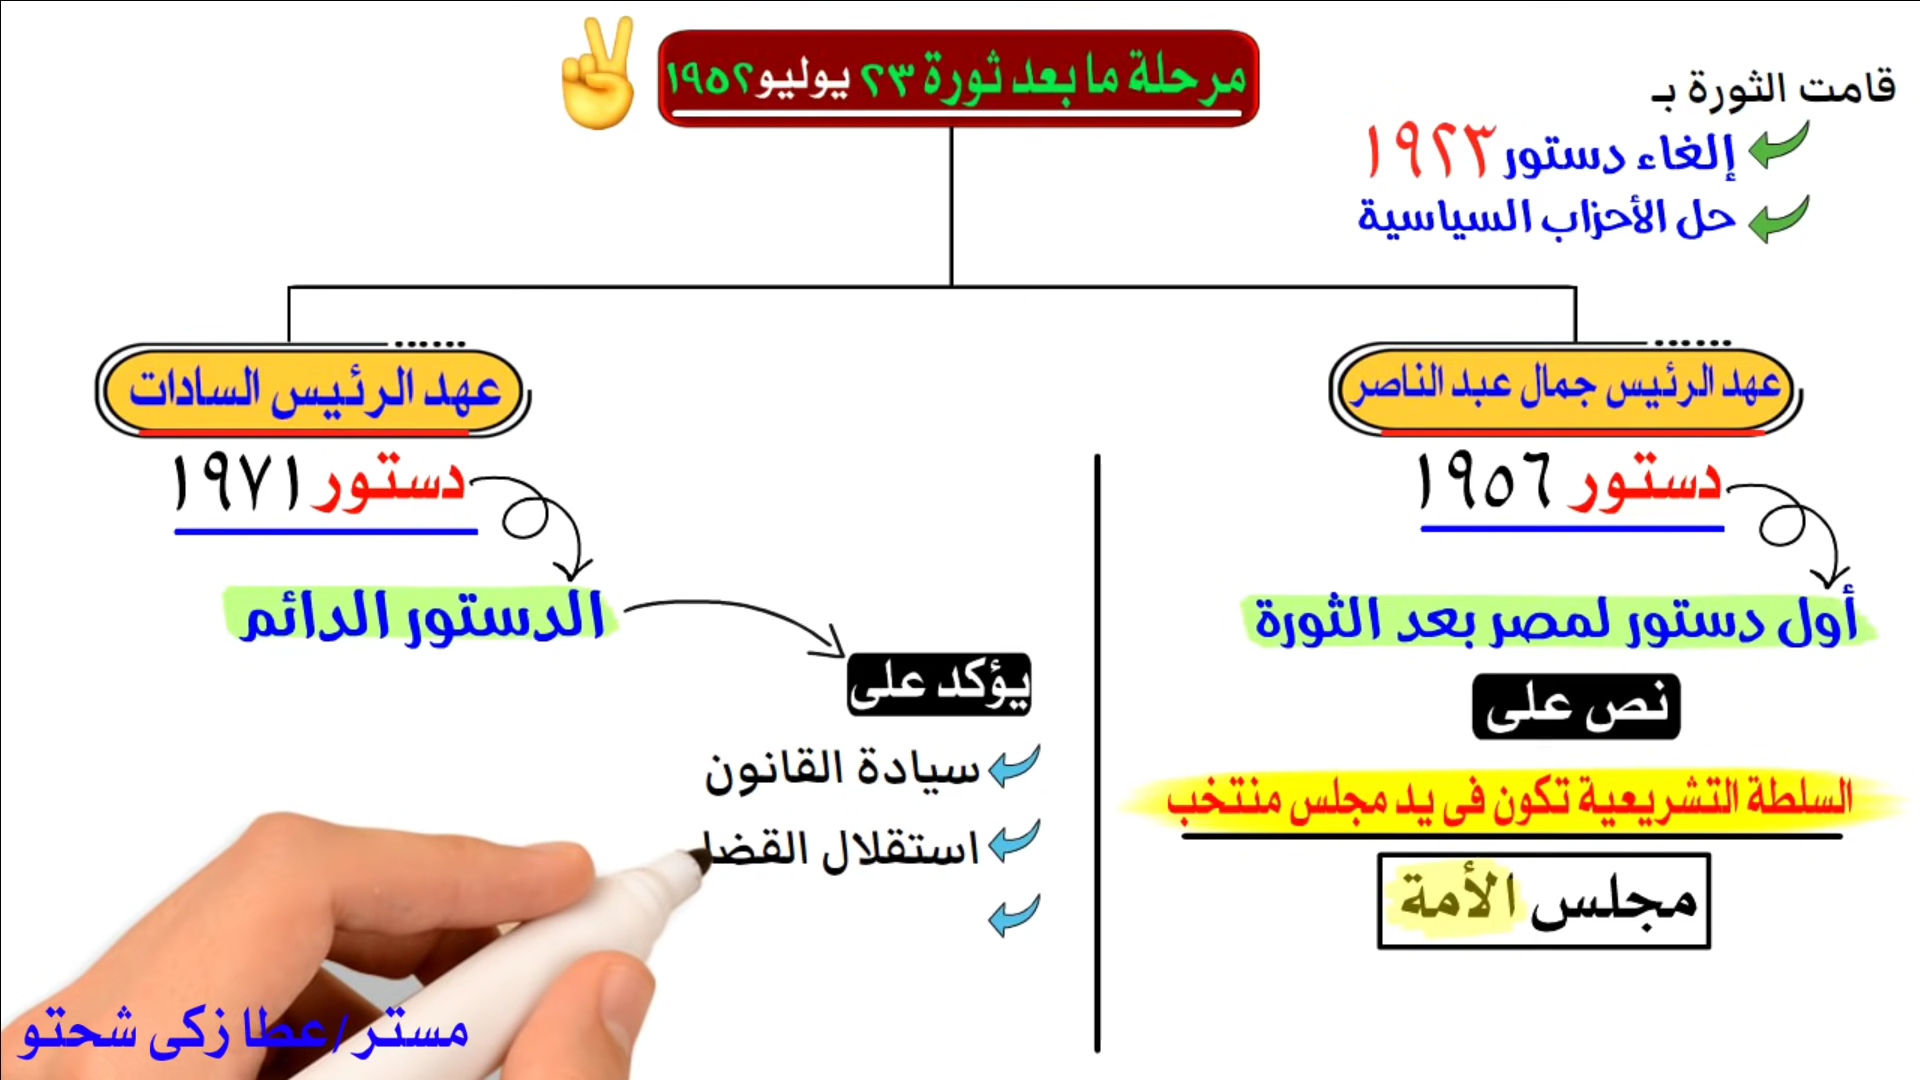 مرحلة ما بعد ثورة ٢٣ يوليو ١٩٥٢
قامت الثورة بـ
إلغاء دستور ١٩٢٣
حل الأحزاب السياسية
عهد الرئيس جمال عبد الناصر
دستور ١٩٥٦
أول دستور لمصر بعد الثورة
نص على
السلطة التشريعية تكون فى يد مجلس منتخب
مجلس الأمة
عهد الرئيس السادات
دستور ١٩٧١
الدستور الدائم
يؤكد على
سيادة القانون
استقلال القضا
مستر /عطا زكى شحتو